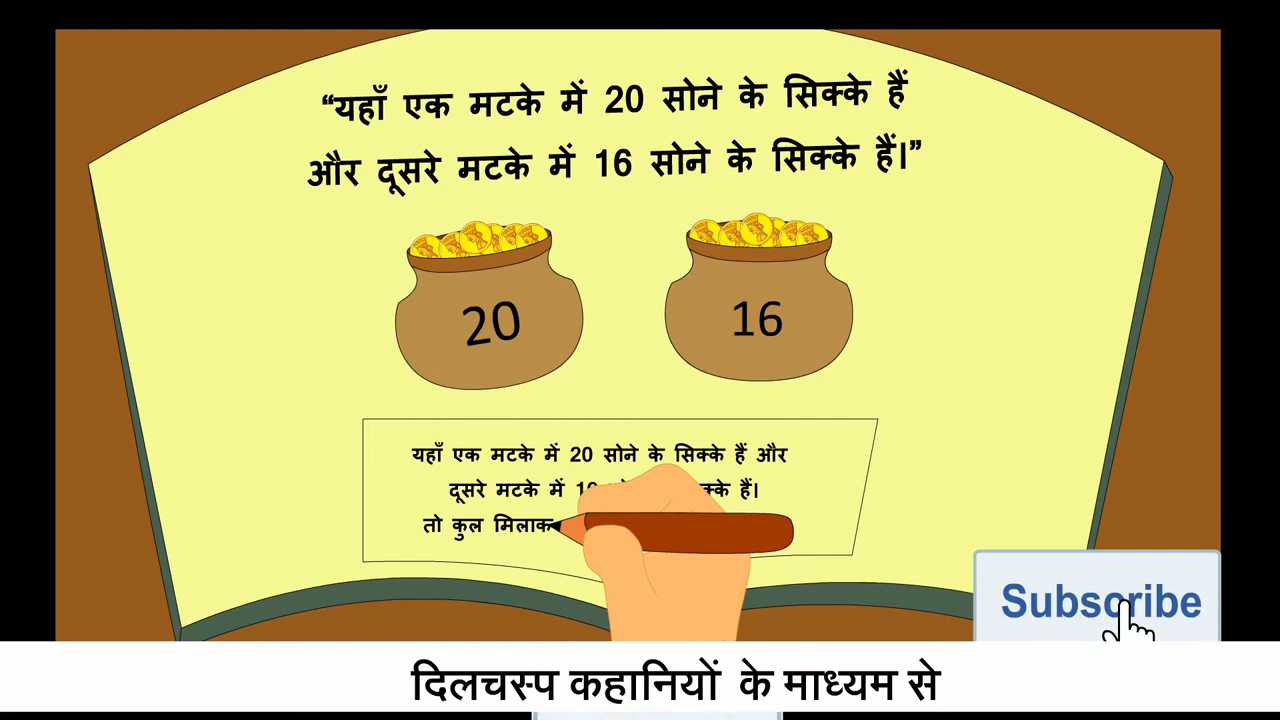 “यहाँ एक मटके में 20 सोने के सिक्के हैं
और दूसरे मटके में 16 सोने के सिक्के हैं।”
20
16
यहाँ एक मटके में 20 सोने के सिक्के हैं और
दूसरे मटके में हैं।
तो कुल
Subscribe
दिलचस्प कहानियों के माध्यम से